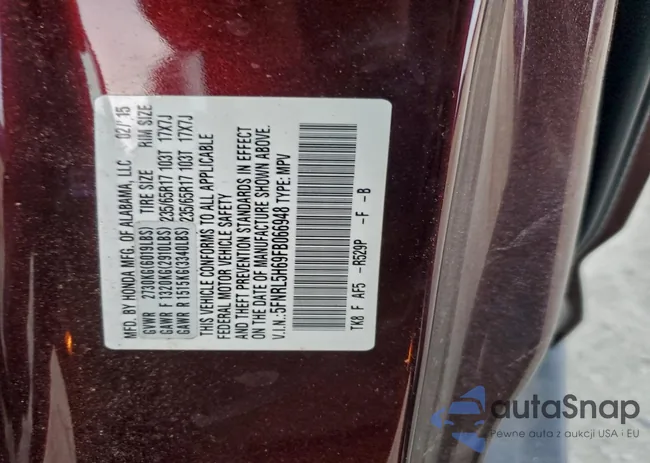 MFD. BY HONDA MFG. OF ALABAMA, LLC 02/15
GVWR 2730KG(6019LBS) TIRE SIZE RIM SIZE
GAWR F 1320KG(2910LBS) 235/65R17 103T 17X7J
GAWR R 1515KG(3340LBS) 235/65R17 103T 17X7J
THIS VEHICLE CONFORMS TO ALL APPLICABLE
FEDERAL MOTOR VEHICLE SAFETY
AND THEFT PREVENTION STANDARDS IN EFFECT
ON THE DATE OF MANUFACTURE SHOWN ABOVE.
V.I.N.:5FNRL5H69FB066948 TYPE: MPV
TK8 F AF5 -R529P -F -B
autaSnap
Pewne auta z aukcji USA i EU